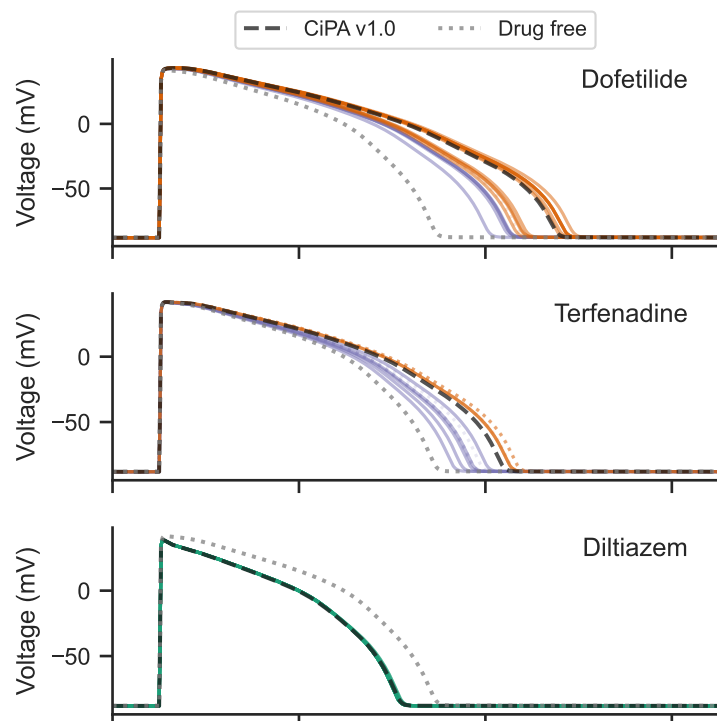 CiPA v1.0 Drug free
Dofetilide
Voltage (mV)
0
−50
Terfenadine
Voltage (mV)
0
−50
Diltiazem
Voltage (mV)
0
−50